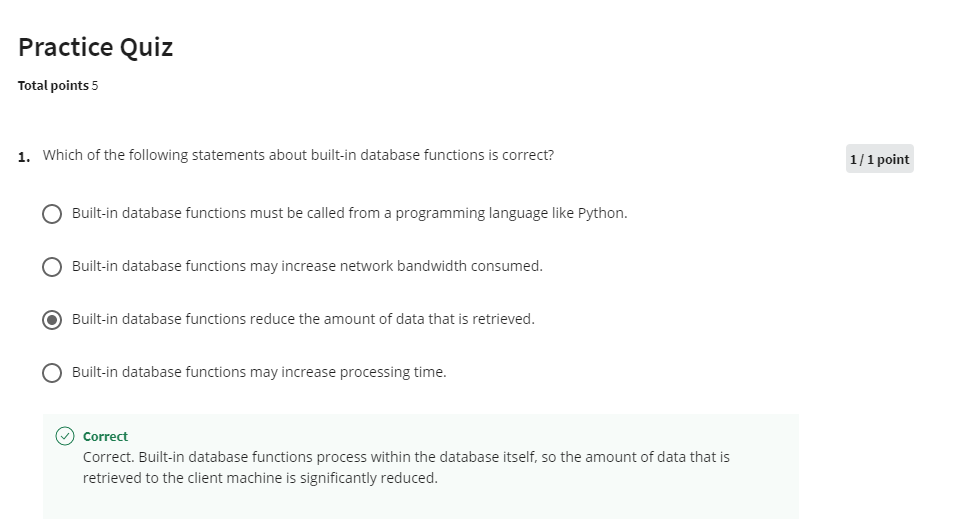 Practice Quiz
Total points 5
1. Which of the following statements about built-in database functions is correct?
1 / 1 point
Built-in database functions must be called from a programming language like Python.
Built-in database functions may increase network bandwidth consumed.
Built-in database functions reduce the amount of data that is retrieved.
Built-in database functions may increase processing time.
Correct
Correct. Built-in database functions process within the database itself, so the amount of data that is
retrieved to the client machine is significantly reduced.